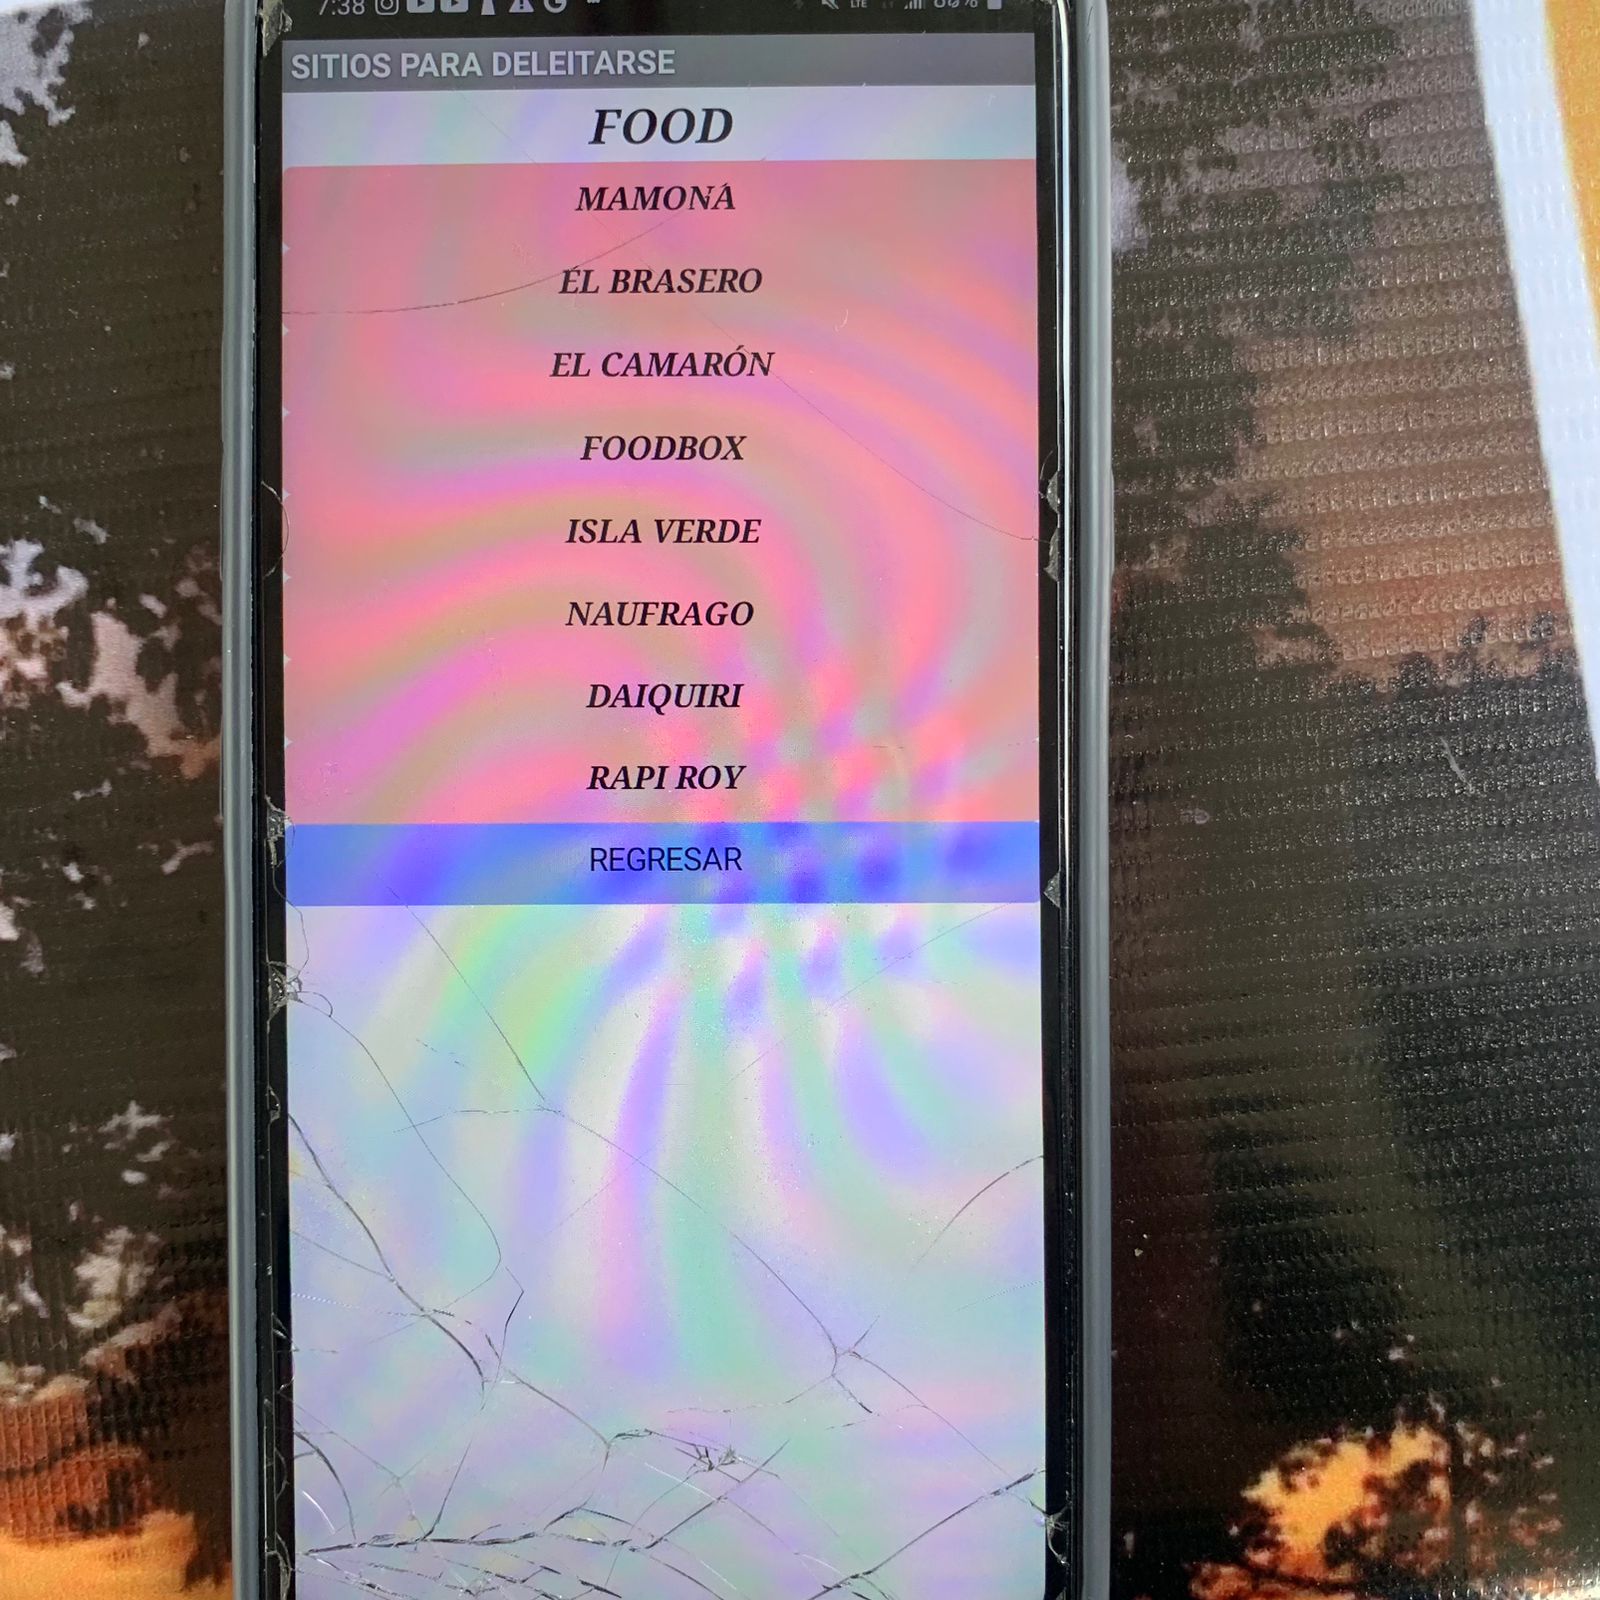 7:38
SITIOS PARA DELEITARSE
FOOD
MAMONÁ
EL BRASERO
EL CAMARÓN
FOODBOX
ISLA VERDE
NAUFRAGO
DAIQUIRI
RAPI ROY
REGRESAR